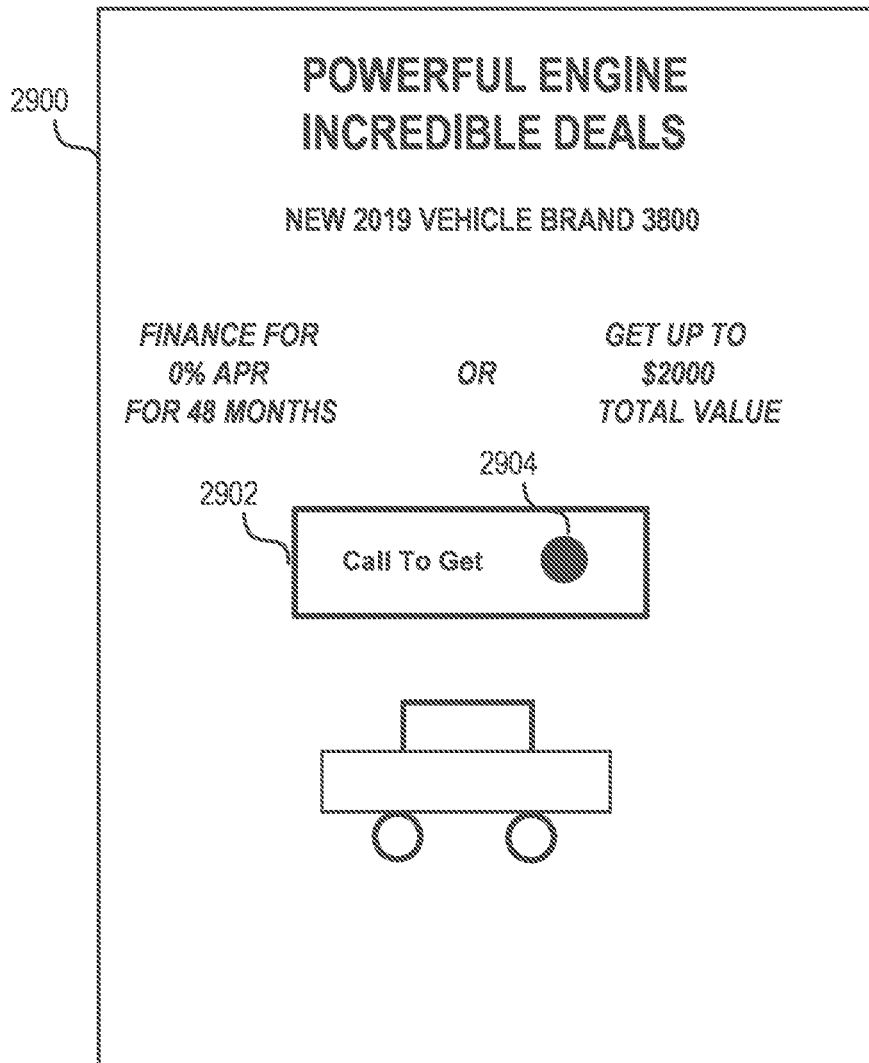 POWERFUL ENGINE
INCREDIBLE DEALS
2900
NEW 2019 VEHICLE BRAND 3800
FINANCE FOR
0% APR
FOR 48 MONTHS
OR
GET UP TO
$2000
TOTAL VALUE
2904
2902
Call To Get